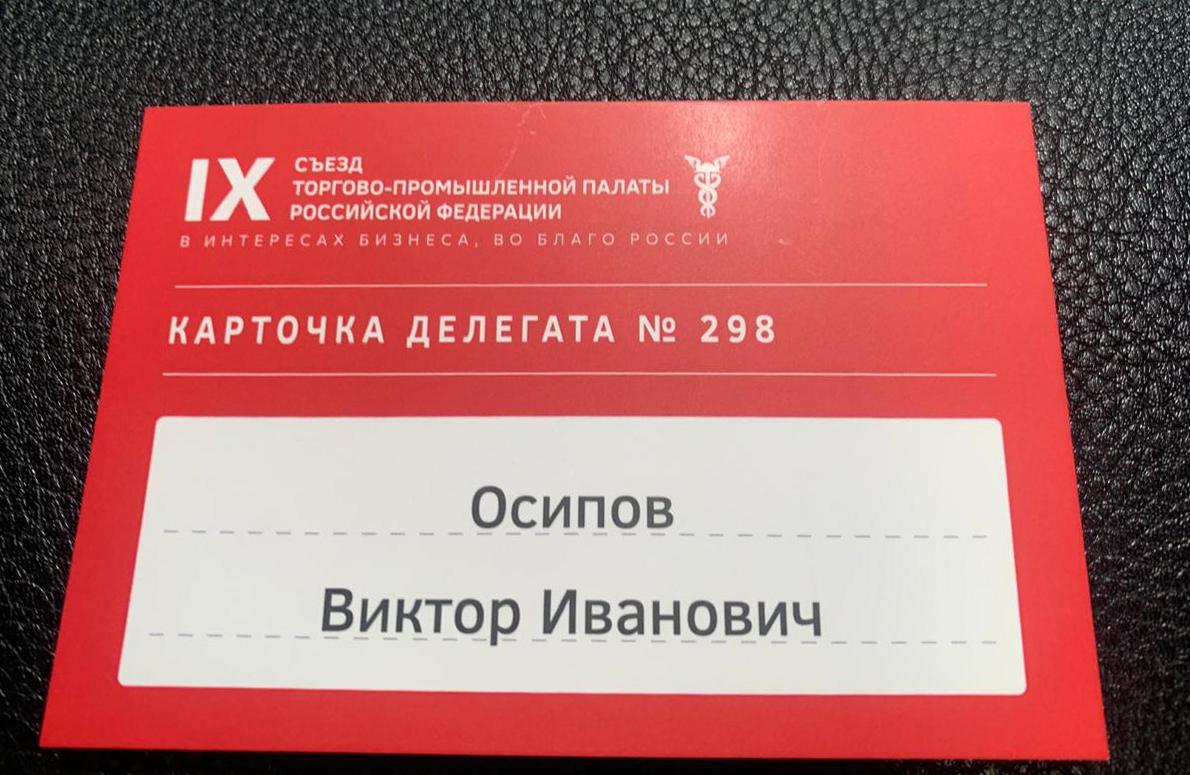 IX СЪЕЗД
ТОРГОВО-ПРОМЫШЛЕННОЙ ПАЛАТЫ
РОССИЙСКОЙ ФЕДЕРАЦИИ
В ИНТЕРЕСАХ БИЗНЕСА, ВО БЛАГО РОССИИ
КАРТОЧКА ДЕЛЕГАТА № 298
Осипов
Виктор Иванович